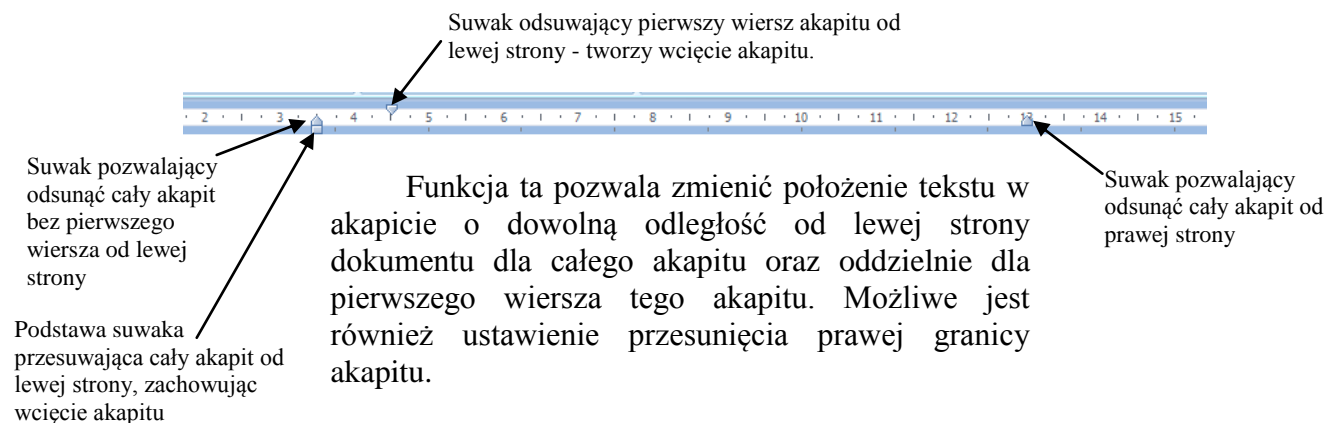 Suwak odsuwający pierwszy wiersz akapitu od
lewej strony - tworzy wcięcie akapitu.
2 3 4 5 6 7 8 9 10 11 12 13 14 15
Suwak pozwalający
odsunąć cały akapit
bez pierwszego
wiersza od lewej
strony
Podstawa suwaka
przesuwająca cały akapit od
lewej strony, zachowując
wcięcie akapitu
Funkcja ta pozwala zmienić położenie tekstu w
akapicie o dowolną odległość od lewej strony
dokumentu dla całego akapitu oraz oddzielnie dla
pierwszego wiersza tego akapitu. Możliwe jest
również ustawienie przesunięcia prawej granicy
akapitu.
Suwak pozwalający
odsunąć cały akapit od
prawej strony